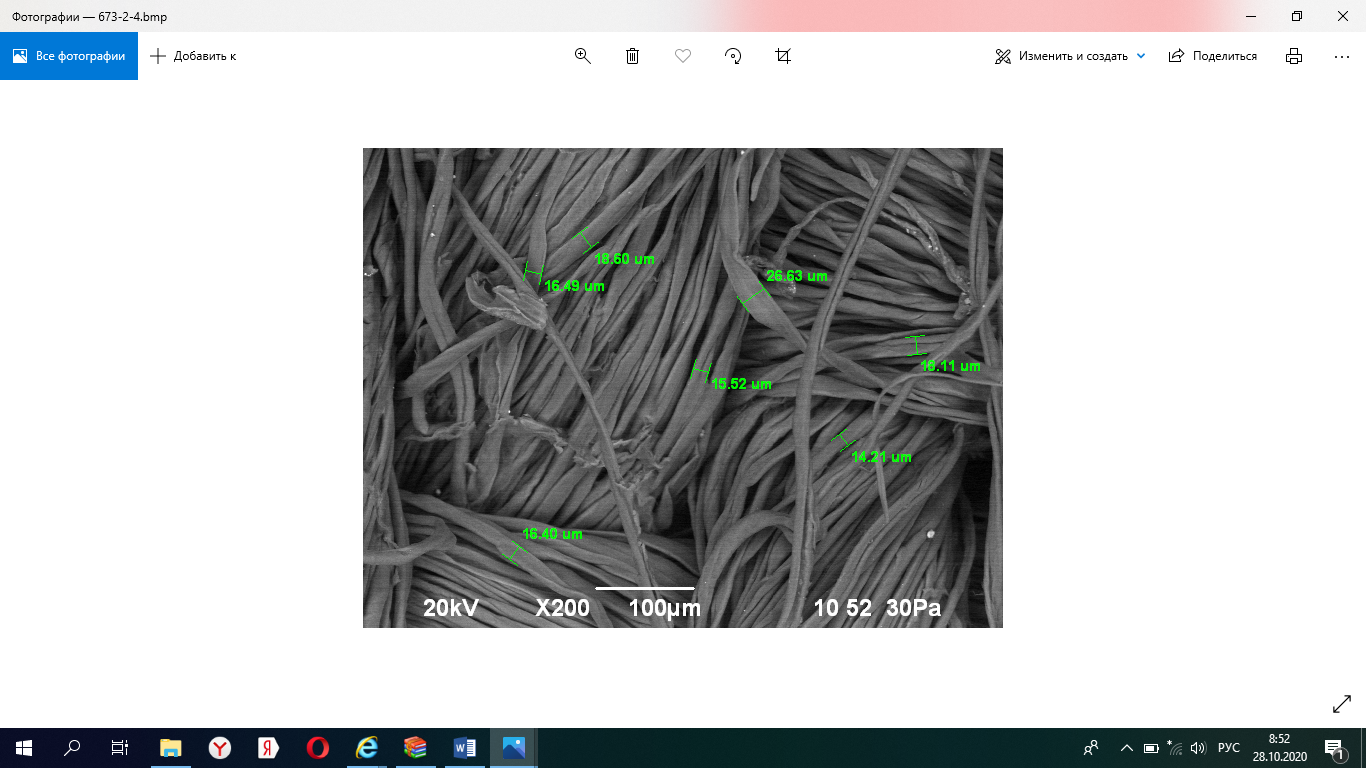 Фотографии — 673-2-4.bmp
Все фотографии
Добавить к
Изменить и создать
Поделиться
18.60 um
16.49 um
26.63 um
18.11 um
15.52 um
14.21 um
16.40 um
20kV X200 100µm 10 52 30Pa
РУС
8:52
28.10.2020
1